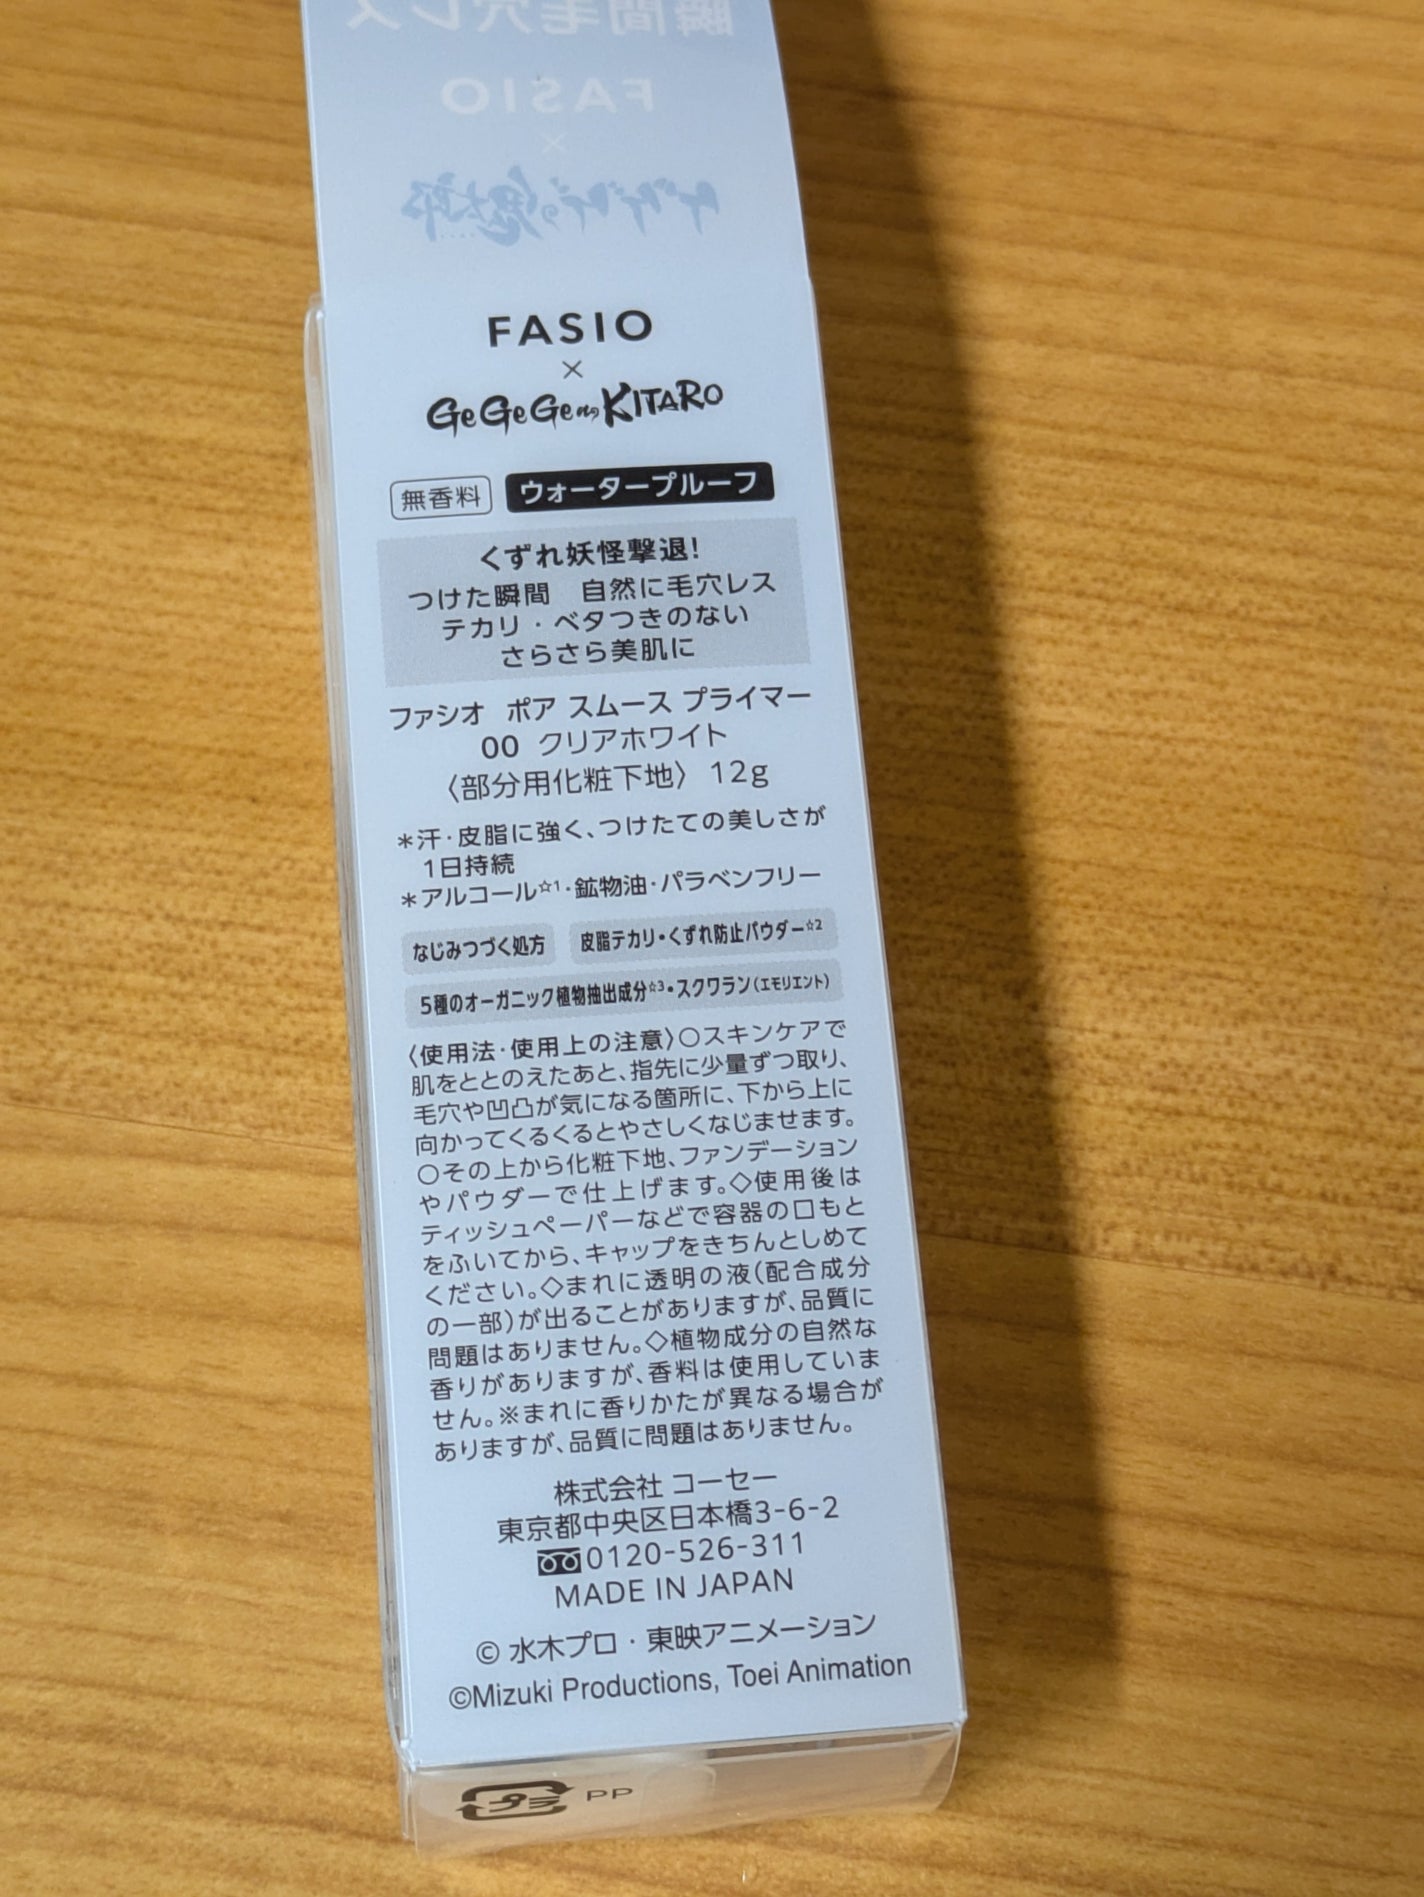 瞬間毛穴レス
FASIO
×
ゲゲゲの鬼太郎
FASIO
×
GeGeGe no KITARO
無香料 ウォータープルーフ
くずれ妖怪撃退!
つけた瞬間 自然に毛穴レス
テカリ・ベタつきのない
さらさら美肌に
ファシオ ポア スムース プライマー
00 クリアホワイト
〈部分用化粧下地〉 12g
＊汗・皮脂に強く、つけたての美しさが
1日持続
＊アルコール☆1・鉱物油・パラベンフリー
なじみつづく処方 皮脂テカリ・くずれ防止パウダー☆2
5種のオーガニック植物抽出成分☆3・スクワラン(エモリエント)
〈使用法・使用上の注意〉○スキンケアで
肌をととのえたあと、指先に少量ずつ取り、
毛穴や凹凸が気になる箇所に、下から上に
向かってくるくるとやさしくなじませます。
○その上から化粧下地、ファンデーション
やパウダーで仕上げます。◇使用後は
ティッシュペーパーなどで容器の口もと
をふいてから、キャップをきちんとしめて
ください。◇まれに透明の液(配合成分
の一部)が出ることがありますが、品質に
問題はありません。◇植物成分の自然な
香りがありますが、香料は使用していま
せん。※まれに香りかたが異なる場合が
ありますが、品質に問題はありません。
株式会社 コーセー
東京都中央区日本橋3-6-2
0120-526-311
MADE IN JAPAN
© 水木プロ・東映アニメーション
©Mizuki Productions, Toei Animation
プラ PP